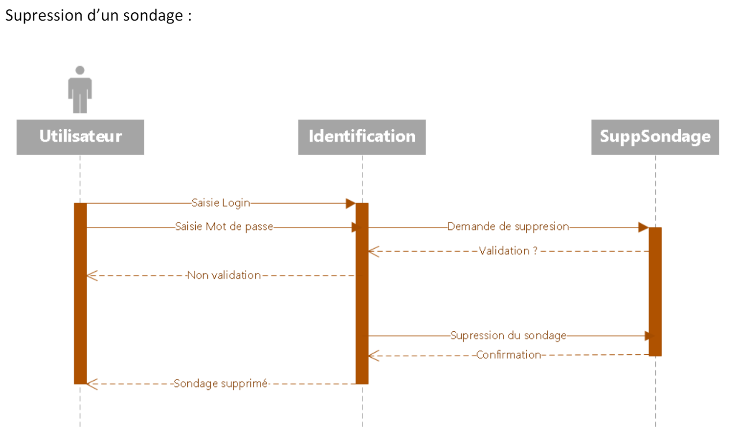 Supression d’un sondage :
Utilisateur
Identification
SuppSondage
Saisie Login
Saisie Mot de passe
Demande de suppresion
Validation ?
Non validation
Supression du sondage
Confirmation
Sondage supprimé